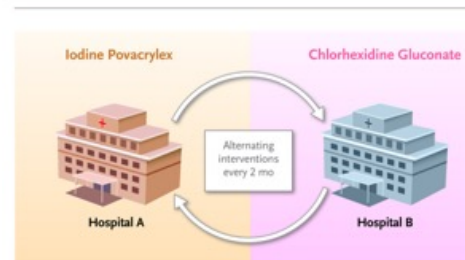 Iodine Povacrylex
Chlorhexidine Gluconate
Alternating
interventions
every 2 mo
Hospital A
Hospital B